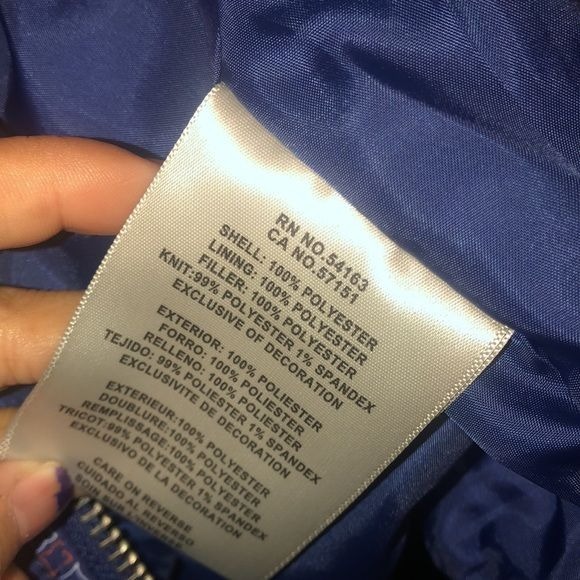 RN NO.54163
CA NO.57151
SHELL: 100% POLYESTER
LINING: 100% POLYESTER
FILLER: 100% POLYESTER
KNIT:99% POLYESTER 1% SPANDEX
EXCLUSIVE OF DECORATION
EXTERIOR: 100% POLIESTER
FORRO: 100% POLIESTER
RELLENO: 100% POLIESTER
TEJIDO: 99% POLIESTER 1% SPANDEX
EXCLUSIVITE DE DECORATION
EXTERIEUR:100% POLYESTER
DOUBLURE:100% POLYESTER
REMPLISSAGE:100% POLYESTER
TRICOT:99% POLYESTER 1% SPANDEX
EXCLUSIVO DE LA DECORATION
CARE ON REVERSE
CUIDADO AL REVERSO